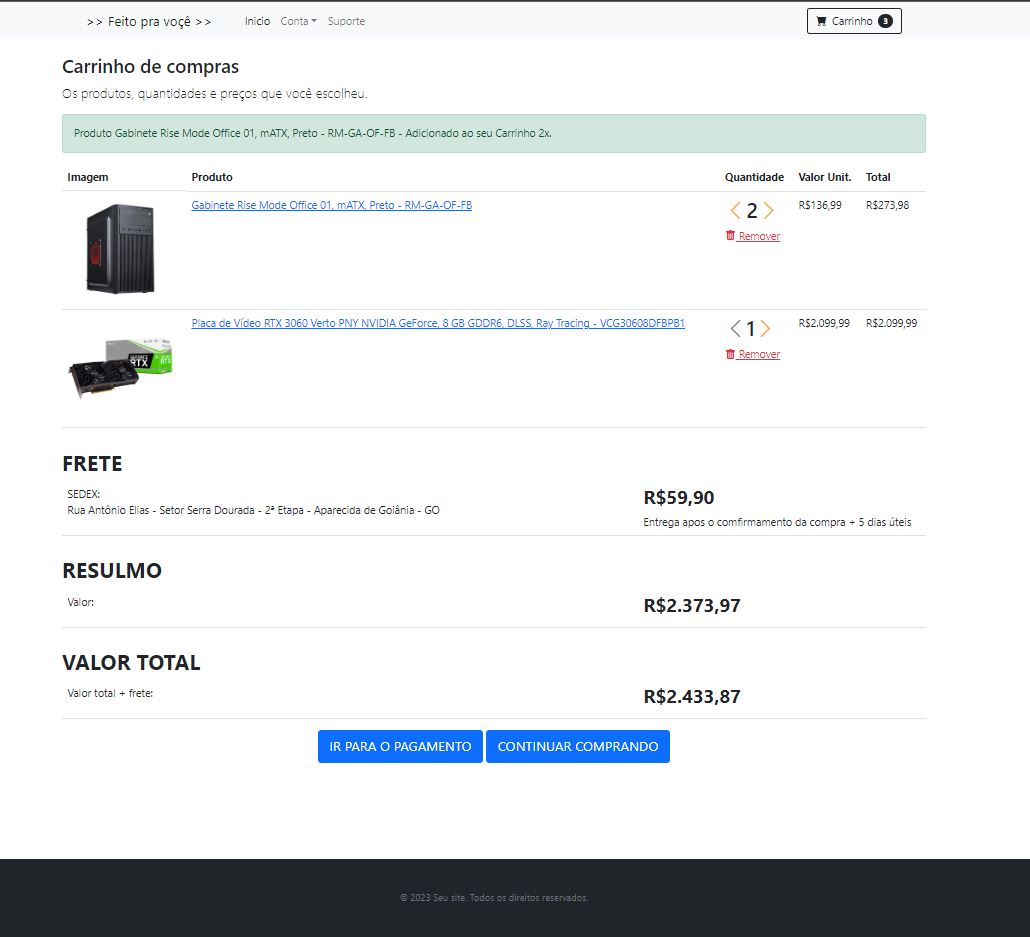 >> Feito pra voçê >> Início Conta Suporte Carrinho 3
Carrinho de compras
Os produtos, quantidades e preços que você escolheu.
Produto Gabinete Rise Mode Office 01, mATX, Preto - RM-GA-OF-FB - Adicionado ao seu Carrinho 2x.
Imagem Produto Quantidade Valor Unit. Total
Gabinete Rise Mode Office 01, mATX, Preto - RM-GA-OF-FB 2 R$136,99 R$273,98
Remover
Placa de Vídeo RTX 3060 Verto PNY NVIDIA GeForce, 8 GB GDDR6, DLSS, Ray Tracing - VCG30608DFBPB1 1 R$2.099,99 R$2.099,99
Remover
GEFORCE
RTX
RTX
FRETE
SEDEX:
R$59,90
Rua Antônio Elias - Setor Serra Dourada - 2ª Etapa - Aparecida de Goiânia - GO
Entrega apos o comfirmamento da compra + 5 dias úteis
RESULMO
Valor: R$2.373,97
VALOR TOTAL
Valor total + frete: R$2.433,87
IR PARA O PAGAMENTO CONTINUAR COMPRANDO
© 2023 Seu site. Todos os direitos reservados.